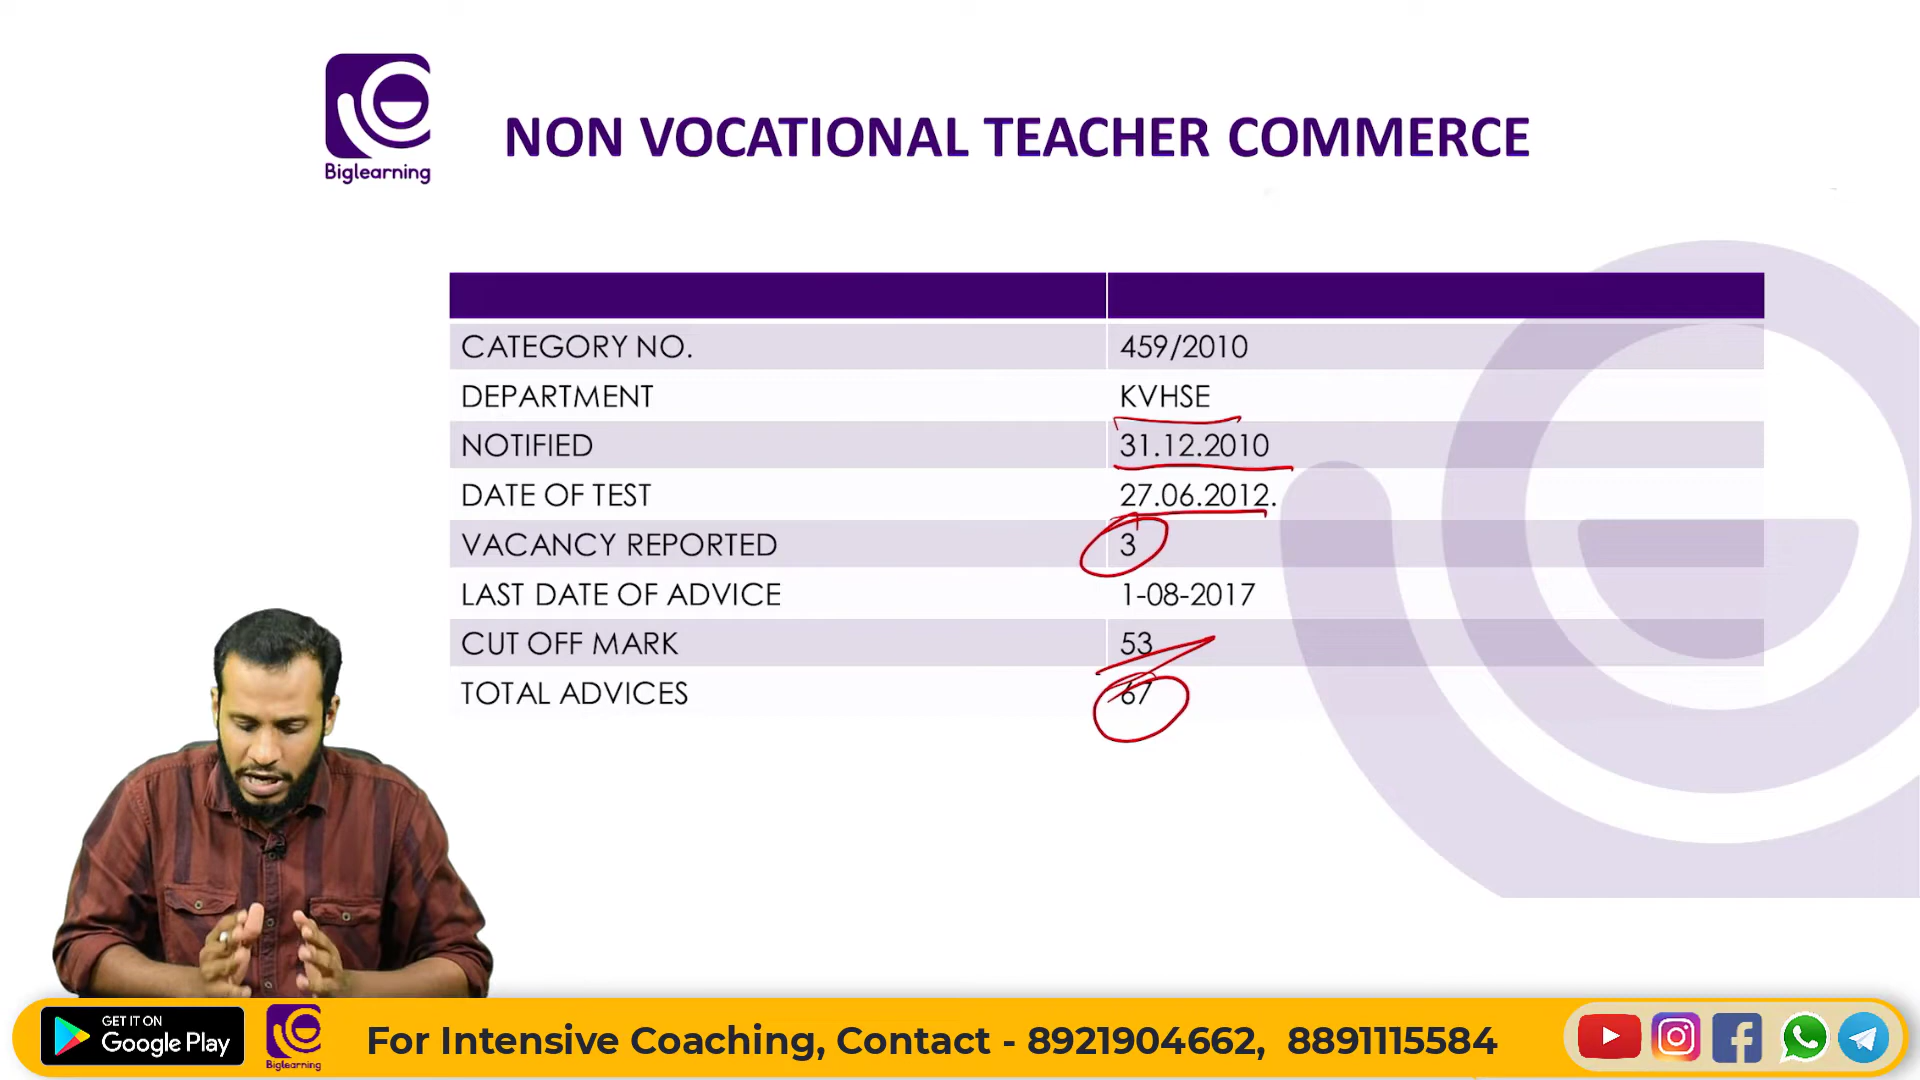 Biglearning
NON VOCATIONAL TEACHER COMMERCE
CATEGORY NO. 459/2010
DEPARTMENT KVHSE
NOTIFIED 31.12.2010
DATE OF TEST 27.06.2012.
VACANCY REPORTED 3
LAST DATE OF ADVICE 1-08-2017
CUT OFF MARK 53
TOTAL ADVICES 67
GET IT ON
Google Play
Biglearning
For Intensive Coaching, Contact - 8921904662, 8891115584